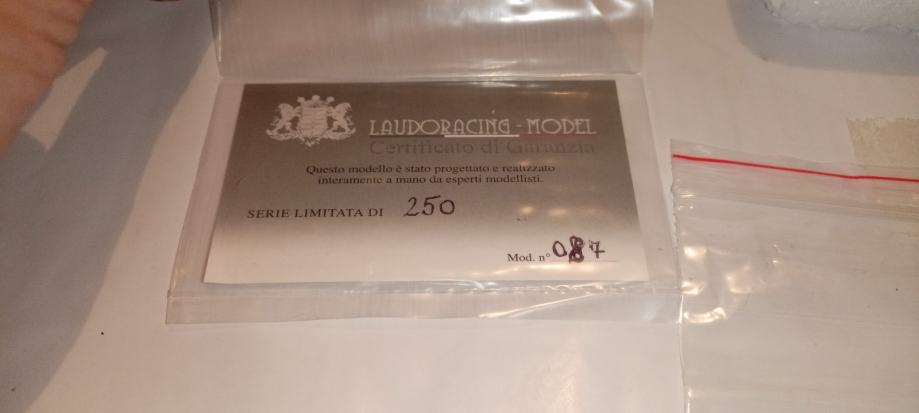 LAUDORACING-MODEL
Certificato di Garanzia
Questo modello è stato progettato e realizzato
interamente a mano da esperti modellisti.
SERIE LIMITATA DI 250
Mod. n° 087